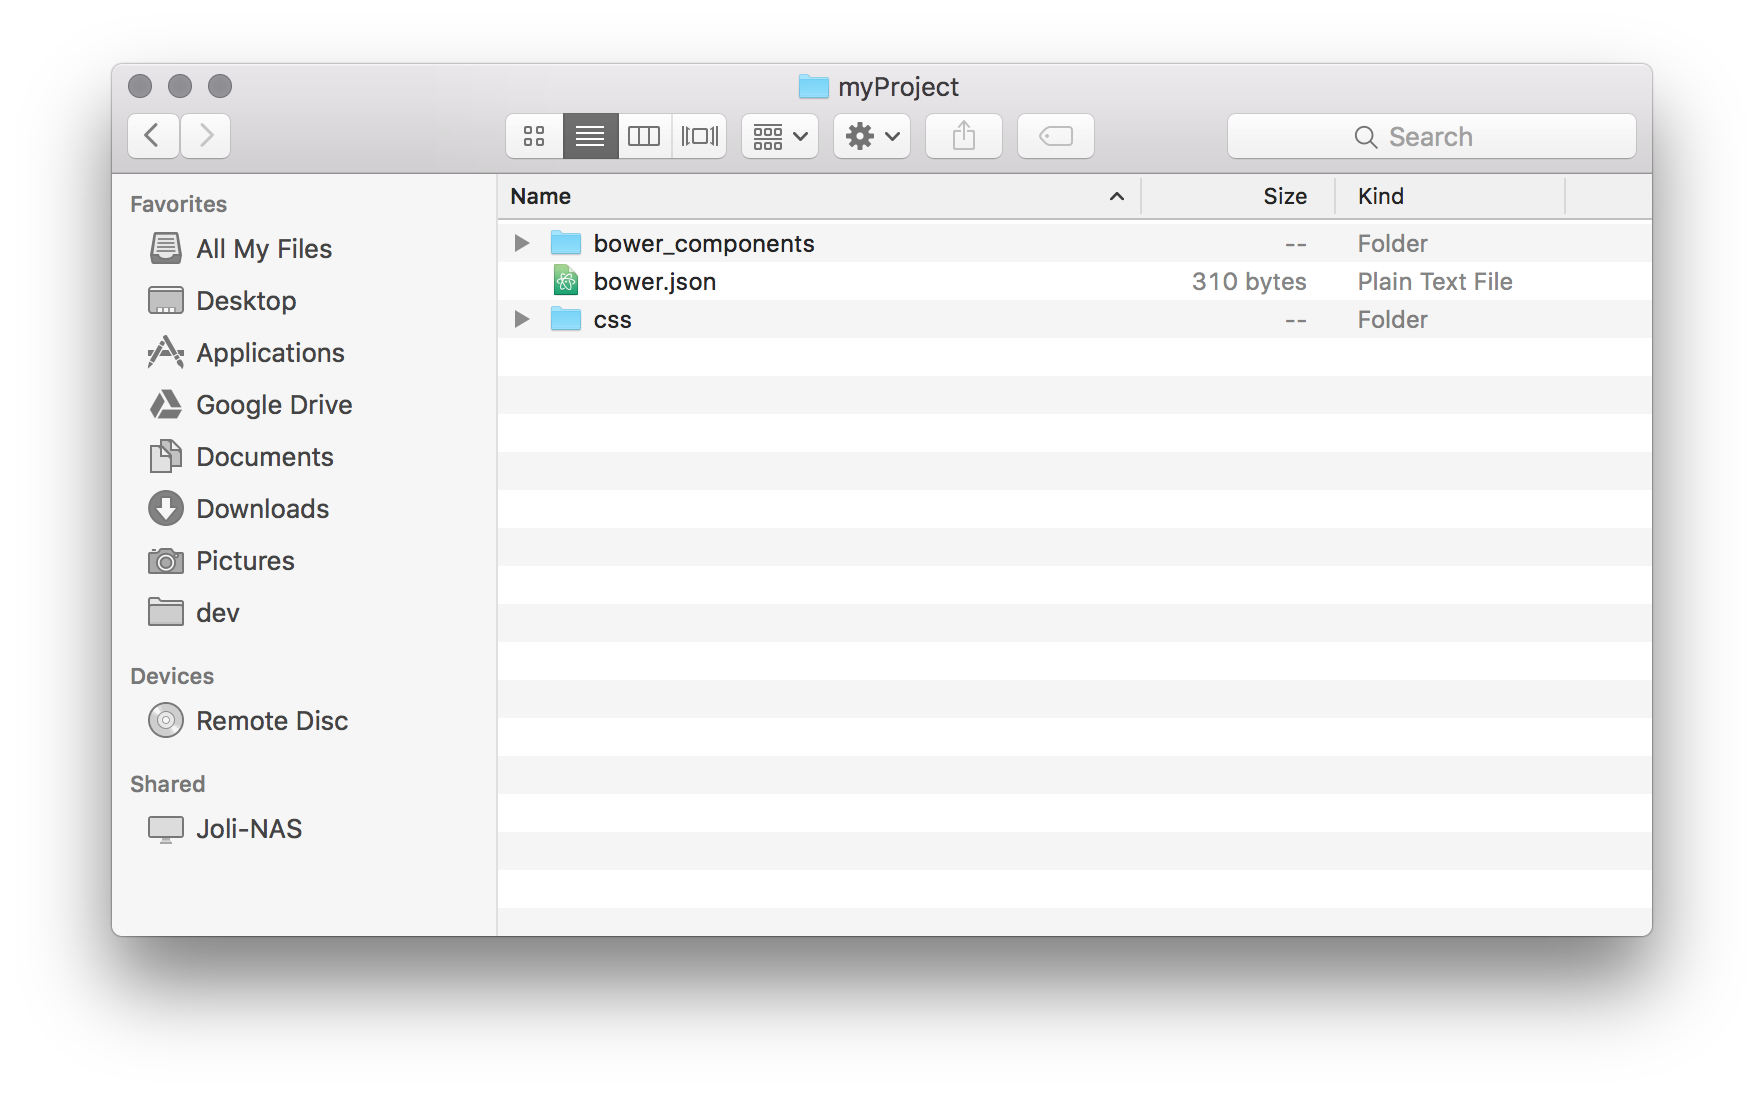 myProject
Search
Favorites
All My Files
Desktop
Applications
Google Drive
Documents
Downloads
Pictures
dev
Devices
Remote Disc
Shared
Joli-NAS
Name Size Kind
bower_components -- Folder
bower.json 310 bytes Plain Text File
css -- Folder